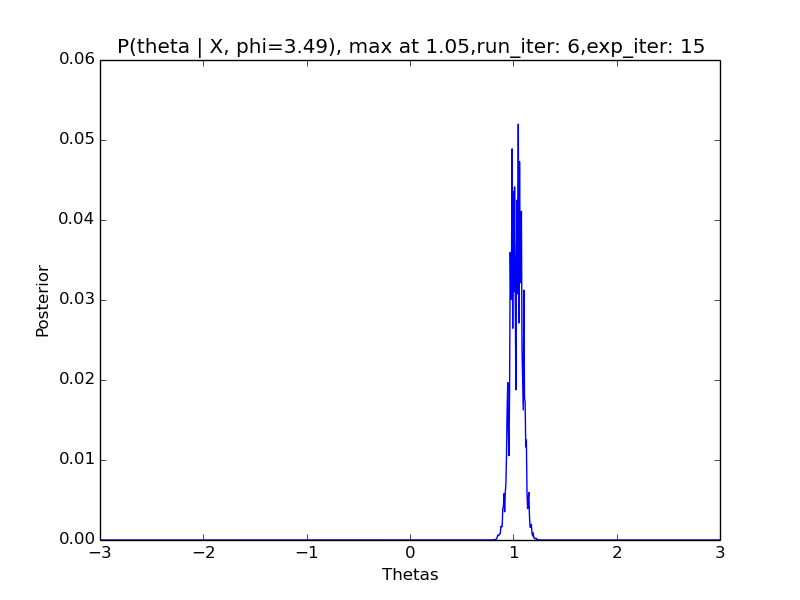 P(theta | X, phi=3.49), max at 1.05,run_iter: 6,exp_iter: 15
0.06
0.05
0.04
0.03
0.02
0.01
0.00
Posterior
−3 −2 −1 0 1 2 3
Thetas